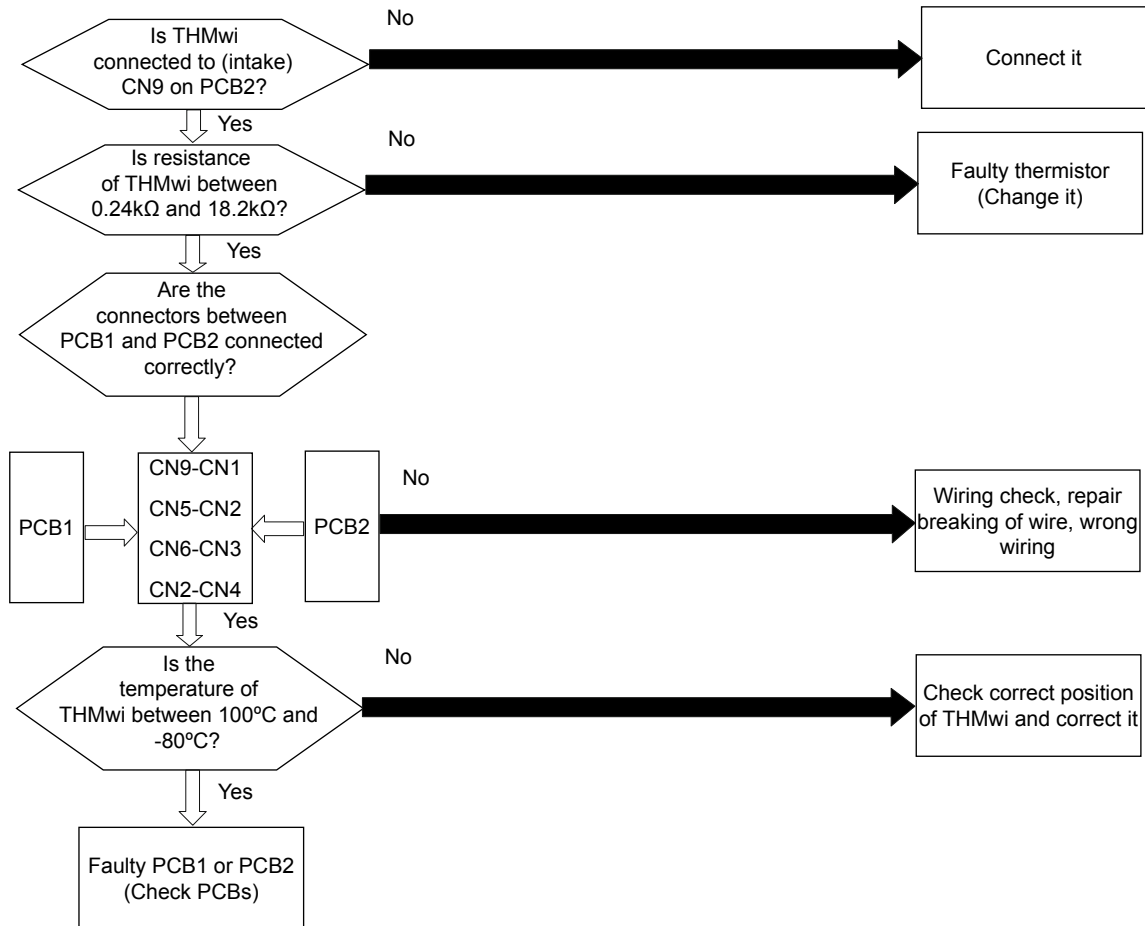 No
Is THMwi
connected to (intake)
CN9 on PCB2?
Connect it
Yes
No
Is resistance
of THMwi between
0.24kΩ and 18.2kΩ?
Faulty thermistor
(Change it)
Yes
Are the
connectors between
PCB1 and PCB2 connected
correctly?
PCB1
CN9-CN1
CN5-CN2
CN6-CN3
CN2-CN4
PCB2
No
Wiring check, repair
breaking of wire, wrong
wiring
Yes
No
Is the
temperature of
THMwi between 100ºC and
-80ºC?
Check correct position
of THMwi and correct it
Yes
Faulty PCB1 or PCB2
(Check PCBs)